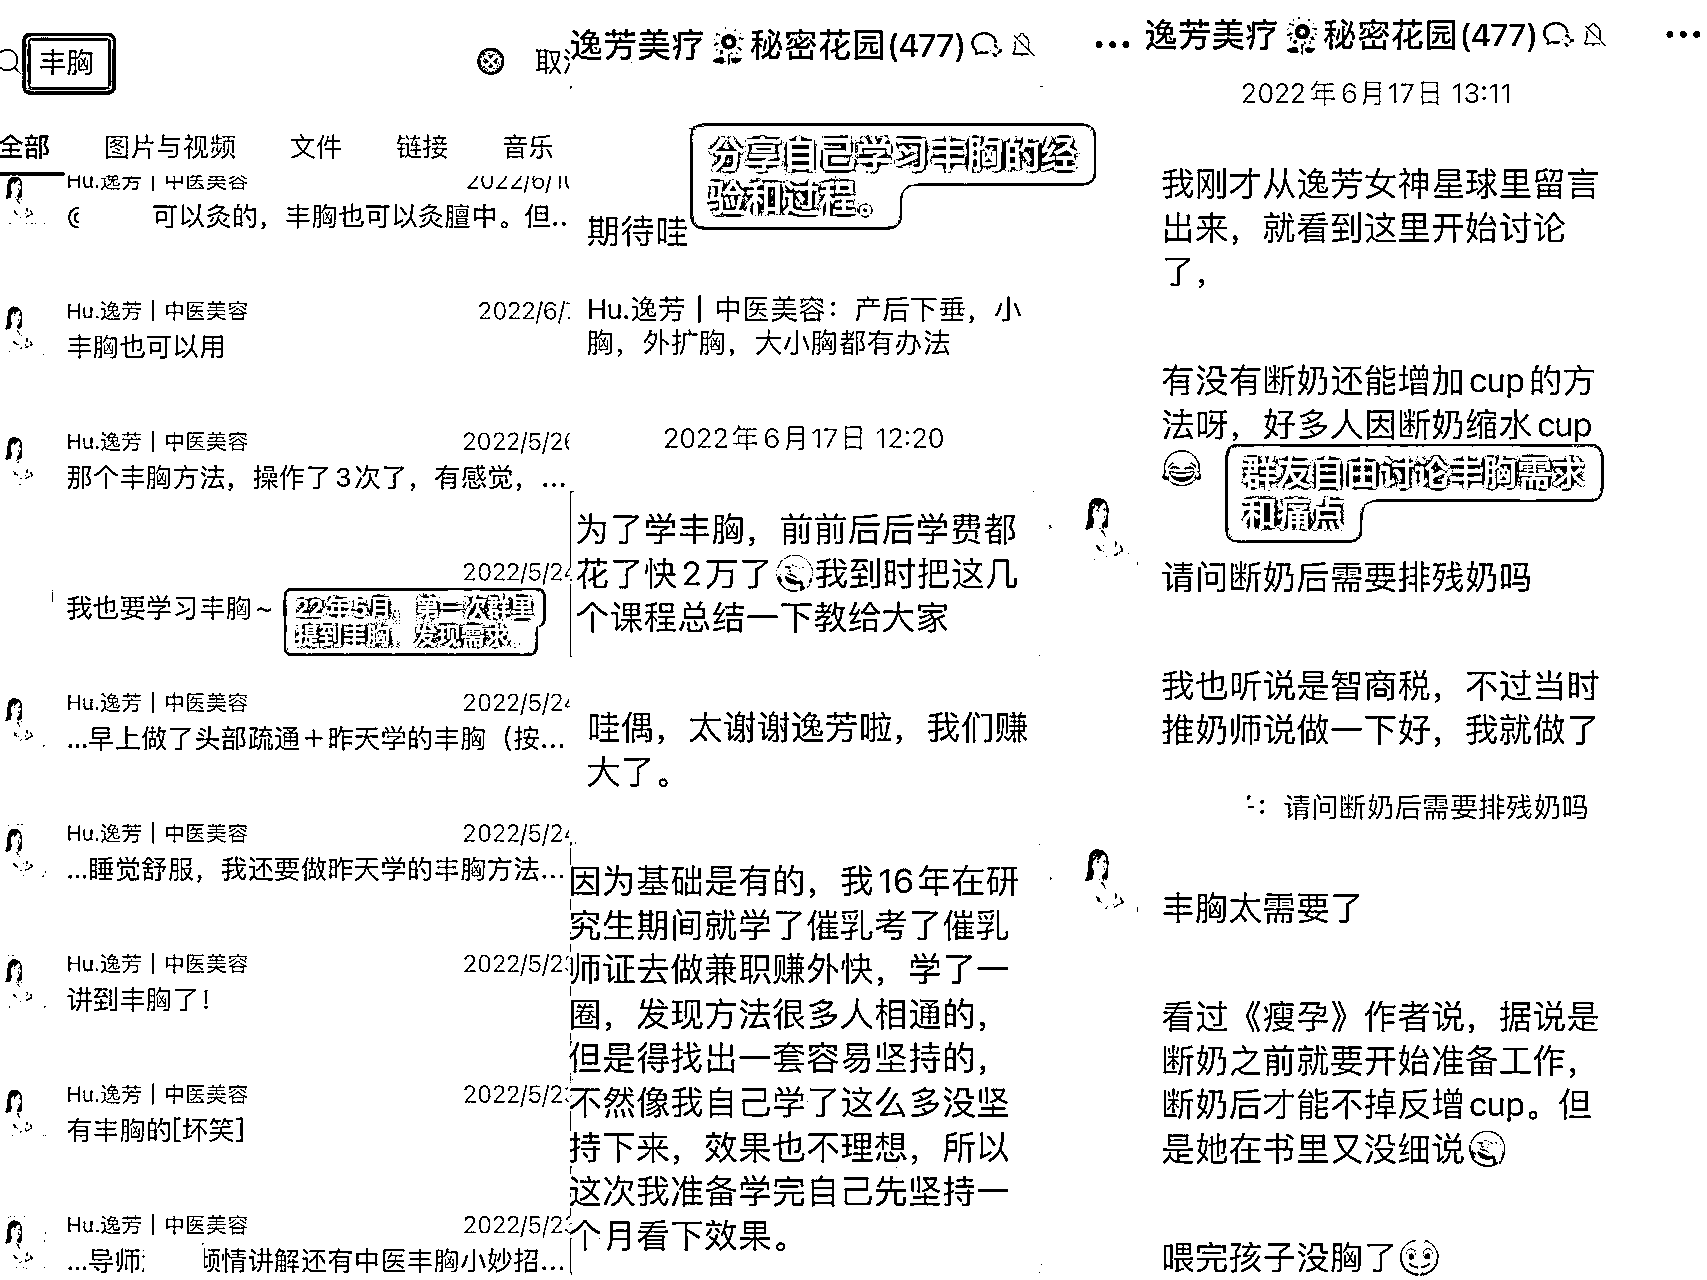 丰胸
全部 图片与视频 文件 链接 音乐
Hu.逸芳｜中医美容
可以灸的，丰胸也可以灸膻中。但...
Hu.逸芳｜中医美容 2022/6/
丰胸也可以用
Hu.逸芳｜中医美容 2022/5/26
那个丰胸方法，操作了3次了，有感觉，...
2022/5/24
我也要学习丰胸~
22年5月，第一次群里
提到丰胸，发现需求
Hu.逸芳｜中医美容 2022/5/24
...早上做了头部疏通＋昨天学的丰胸（按...
Hu.逸芳｜中医美容 2022/5/24
...睡觉舒服，我还要做昨天学的丰胸方法...
Hu.逸芳｜中医美容 2022/5/23
讲到丰胸了！
Hu.逸芳｜中医美容 2022/5/23
有丰胸的[坏笑]
Hu.逸芳｜中医美容 2022/5/23
...导师 倾情讲解还有中医丰胸小妙招...
逸芳美疗🌻秘密花园(477)
分享自己学习丰胸的经
验和过程。
期待哇
Hu.逸芳｜中医美容：产后下垂，小
胸，外扩胸，大小胸都有办法
2022年6月17日 12:20
为了学丰胸，前前后后学费都
花了快2万了我到时把这几
个课程总结一下教给大家
哇偶，太谢谢逸芳啦，我们赚
大了。
因为基础是有的，我16年在研
究生期间就学了催乳考了催乳
师证去做兼职赚外快，学了一
圈，发现方法很多人相通的，
但是得找出一套容易坚持的，
不然像我自己学了这么多没坚
持下来，效果也不理想，所以
这次我准备学完自己先坚持一
个月看下效果。
... 逸芳美疗🌻秘密花园(477) ...
2022年6月17日 13:11
我刚才从逸芳女神星球里留言
出来，就看到这里开始讨论
了，
有没有断奶还能增加cup的方
法呀，好多人因断奶缩水cup
😂
群友自由讨论丰胸需求
和痛点
请问断奶后需要排残奶吗
我也听说是智商税，不过当时
推奶师说做一下好，我就做了
：请问断奶后需要排残奶吗
丰胸太需要了
看过《瘦孕》作者说，据说是
断奶之前就要开始准备工作，
断奶后才能不掉反增cup。但
是她在书里又没细说
喂完孩子没胸了